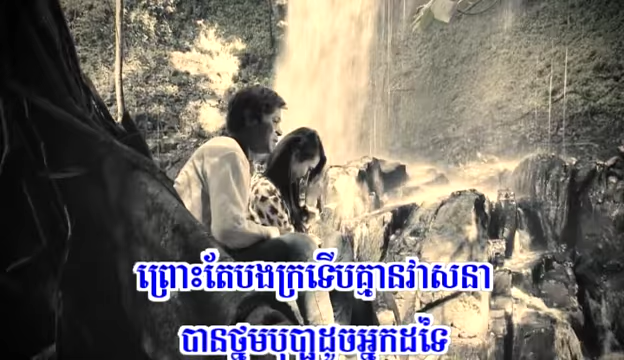 ព្រោះតែបងក្រទើបគ្មានវាសនា
បានថ្នមបុប្ផាដូចអ្នកដទៃ